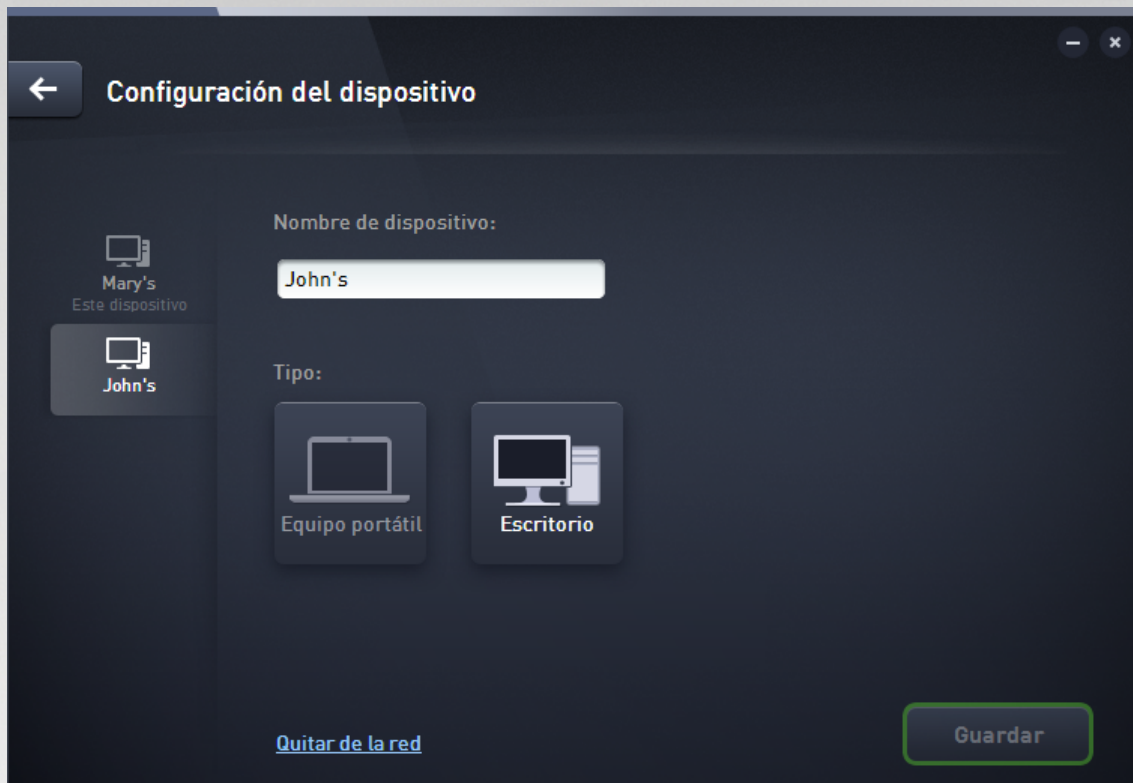 Configuración del dispositivo
Nombre de dispositivo:
Mary's
Este dispositivo
John's
John's
Tipo:
Equipo portátil
Escritorio
Quitar de la red
Guardar